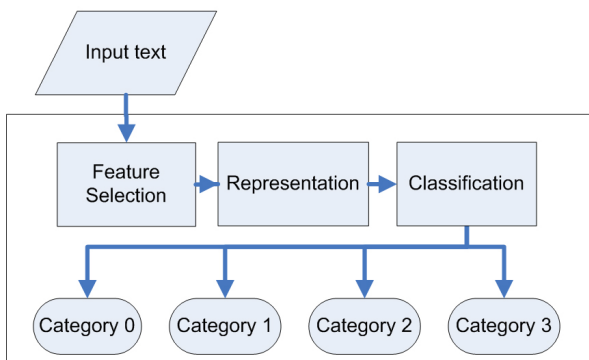 Input text
Feature
Selection
Representation
Classification
Category 0
Category 1
Category 2
Category 3